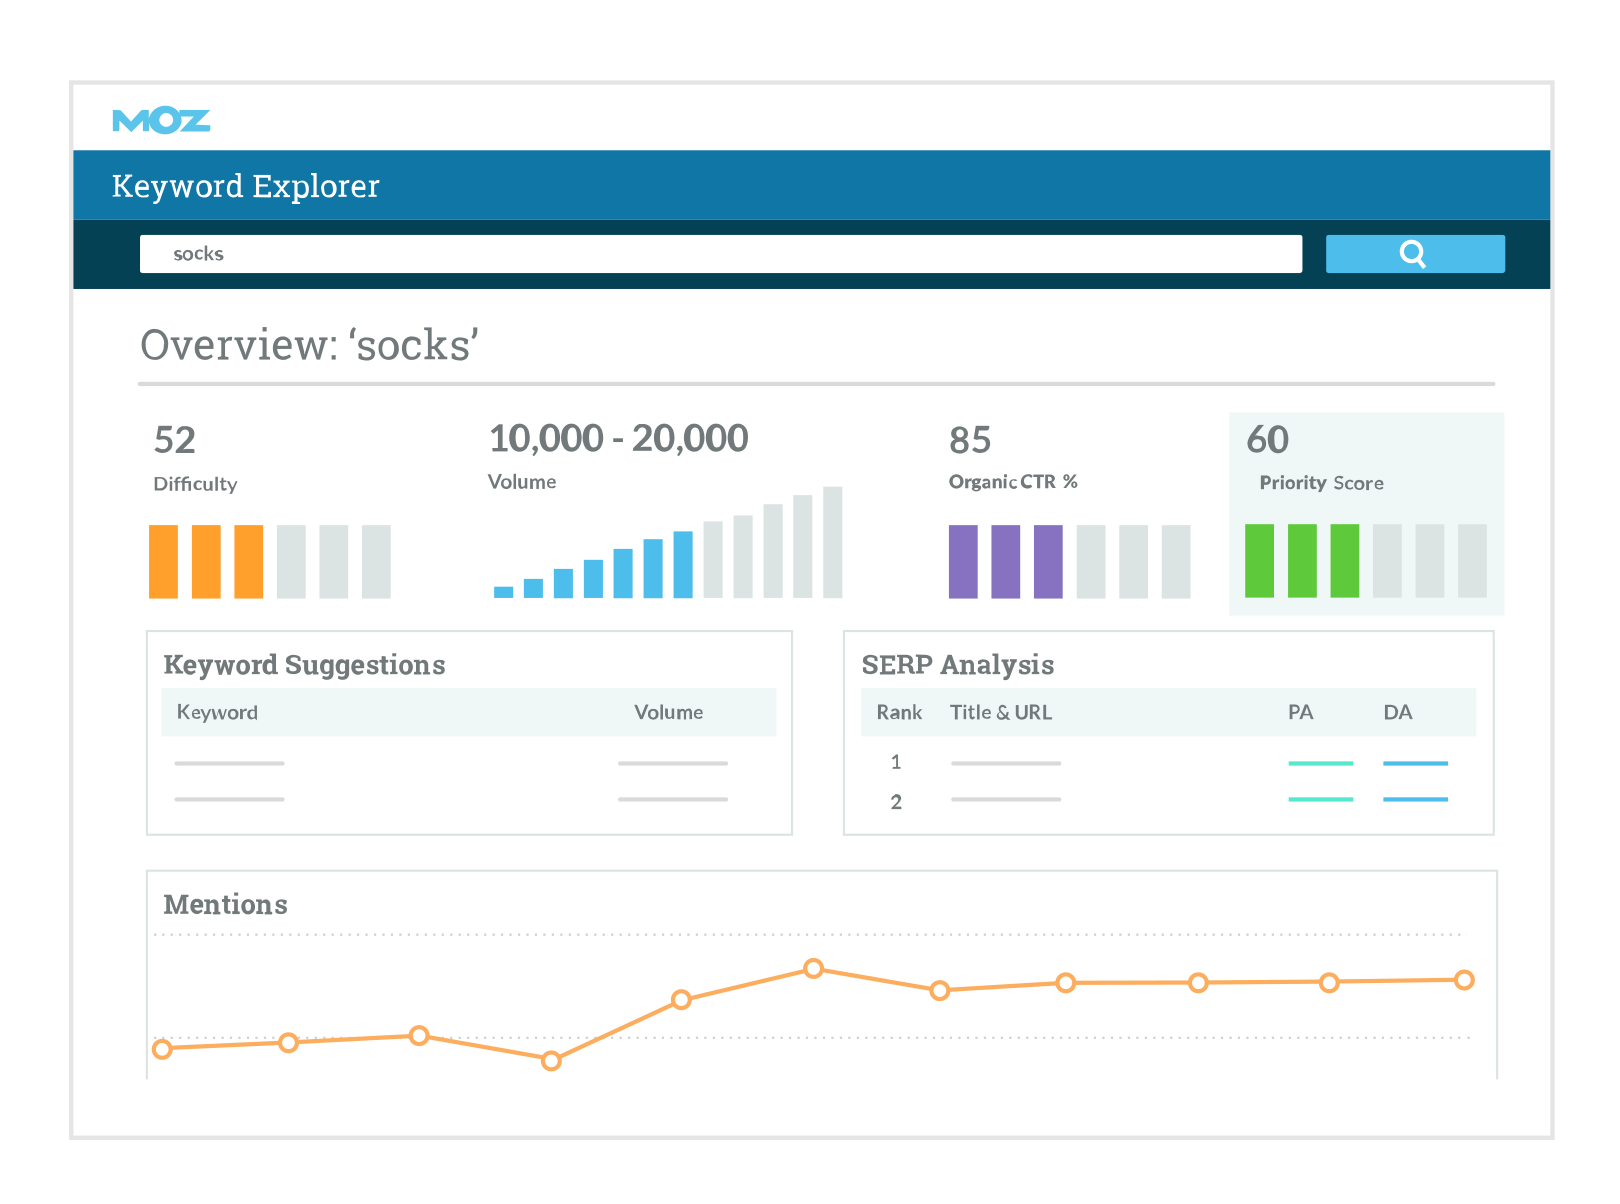 MOZ
Keyword Explorer
socks
Overview: ‘socks’
52
Difficulty
10,000 - 20,000
Volume
85
Organic CTR %
60
Priority Score
Keyword Suggestions
Keyword Volume
SERP Analysis
Rank Title & URL PA DA
1
2
Mentions